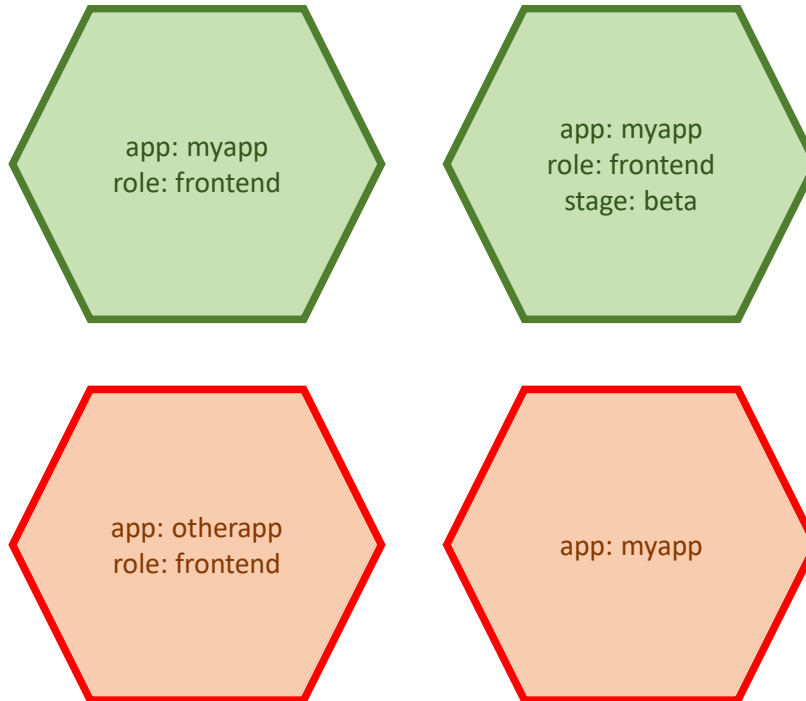 app: myapp
role: frontend
app: myapp
role: frontend
stage: beta
app: otherapp
role: frontend
app: myapp